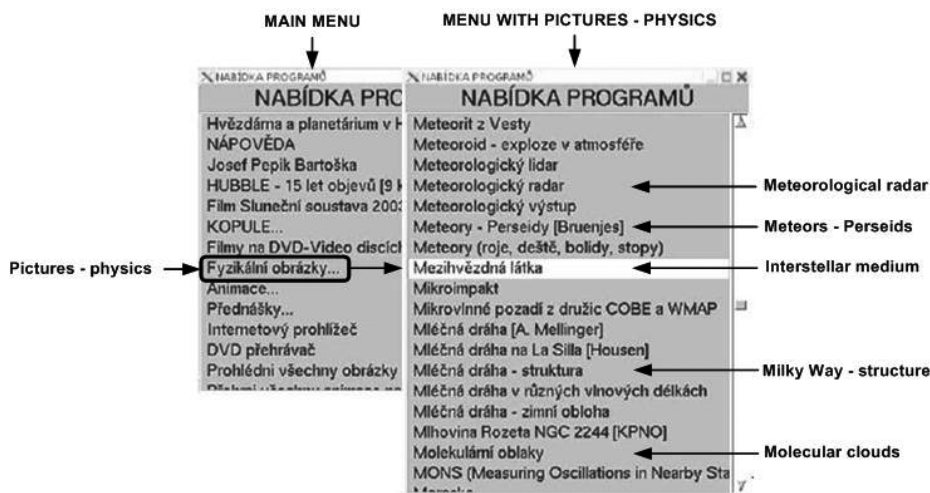 MAIN MENU
MENU WITH PICTURES - PHYSICS
NABÍDKA PROGRAMŮ
NABÍDKA PRO
Hvězdárna a planetárium v H
NÁPOVĚDA
Josef Pepik Bartoška
HUBBLE - 15 let objevů [9 k
Film Sluneční soustava 2003
KOPULE...
Filmy na DVD-Video discích
Fyzikální obrázky...
Animace...
Přednášky...
Internetový prohlížeč
DVD přehrávač
Prohlédni všechny obrázky
Pictures - physics
NABÍDKA PROGRAMŮ
NABÍDKA PROGRAMŮ
Meteorit z Vesty
Meteoroid - exploze v atmosféře
Meteorologický lidar
Meteorologický radar
Meteorologický výstup
Meteory - Perseidy [Bruenjes]
Meteory (roje, deště, bolidy, stopy)
Mezihvězdná látka
Mikroimpakt
Mikrovlnné pozadí z družic COBE a WMAP
Mléčná dráha [A. Mellinger]
Mléčná dráha na La Silla [Housen]
Mléčná dráha - struktura
Mléčná dráha v různých vlnových délkách
Mléčná dráha - zimní obloha
Mlhovina Rozeta NGC 2244 [KPNO]
Molekulární oblaky
MONS (Measuring Oscillations in Nearby Sta
Meteorological radar
Meteors - Perseids
Interstellar medium
Milky Way - structure
Molecular clouds